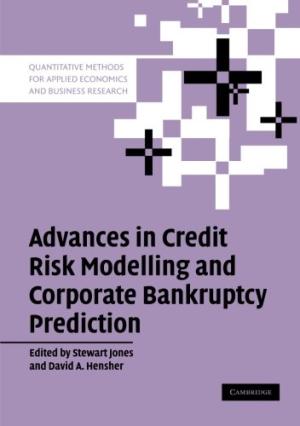 QUANTITATIVE METHODS
FOR APPLIED ECONOMICS
AND BUSINESS RESEARCH
Advances in Credit
Risk Modelling and
Corporate Bankruptcy
Prediction
Edited by Stewart Jones
and David A. Hensher
CAMBRIDGE